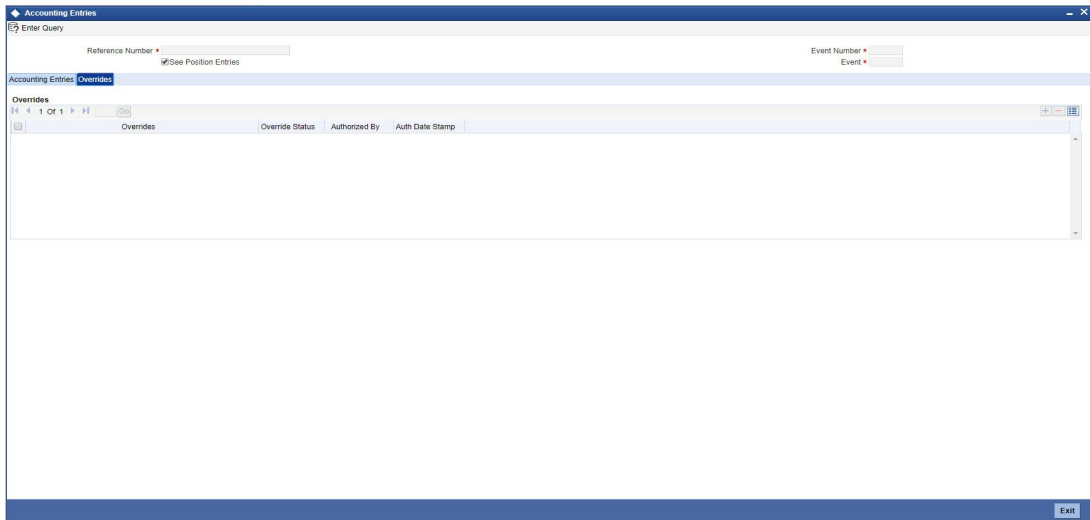 Accounting Entries
Enter Query
Reference Number * Event Number *
See Position Entries Event *
Accounting Entries Overrides
Overrides
1 Of 1 Go
Overrides Override Status Authorized By Auth Date Stamp
Exit